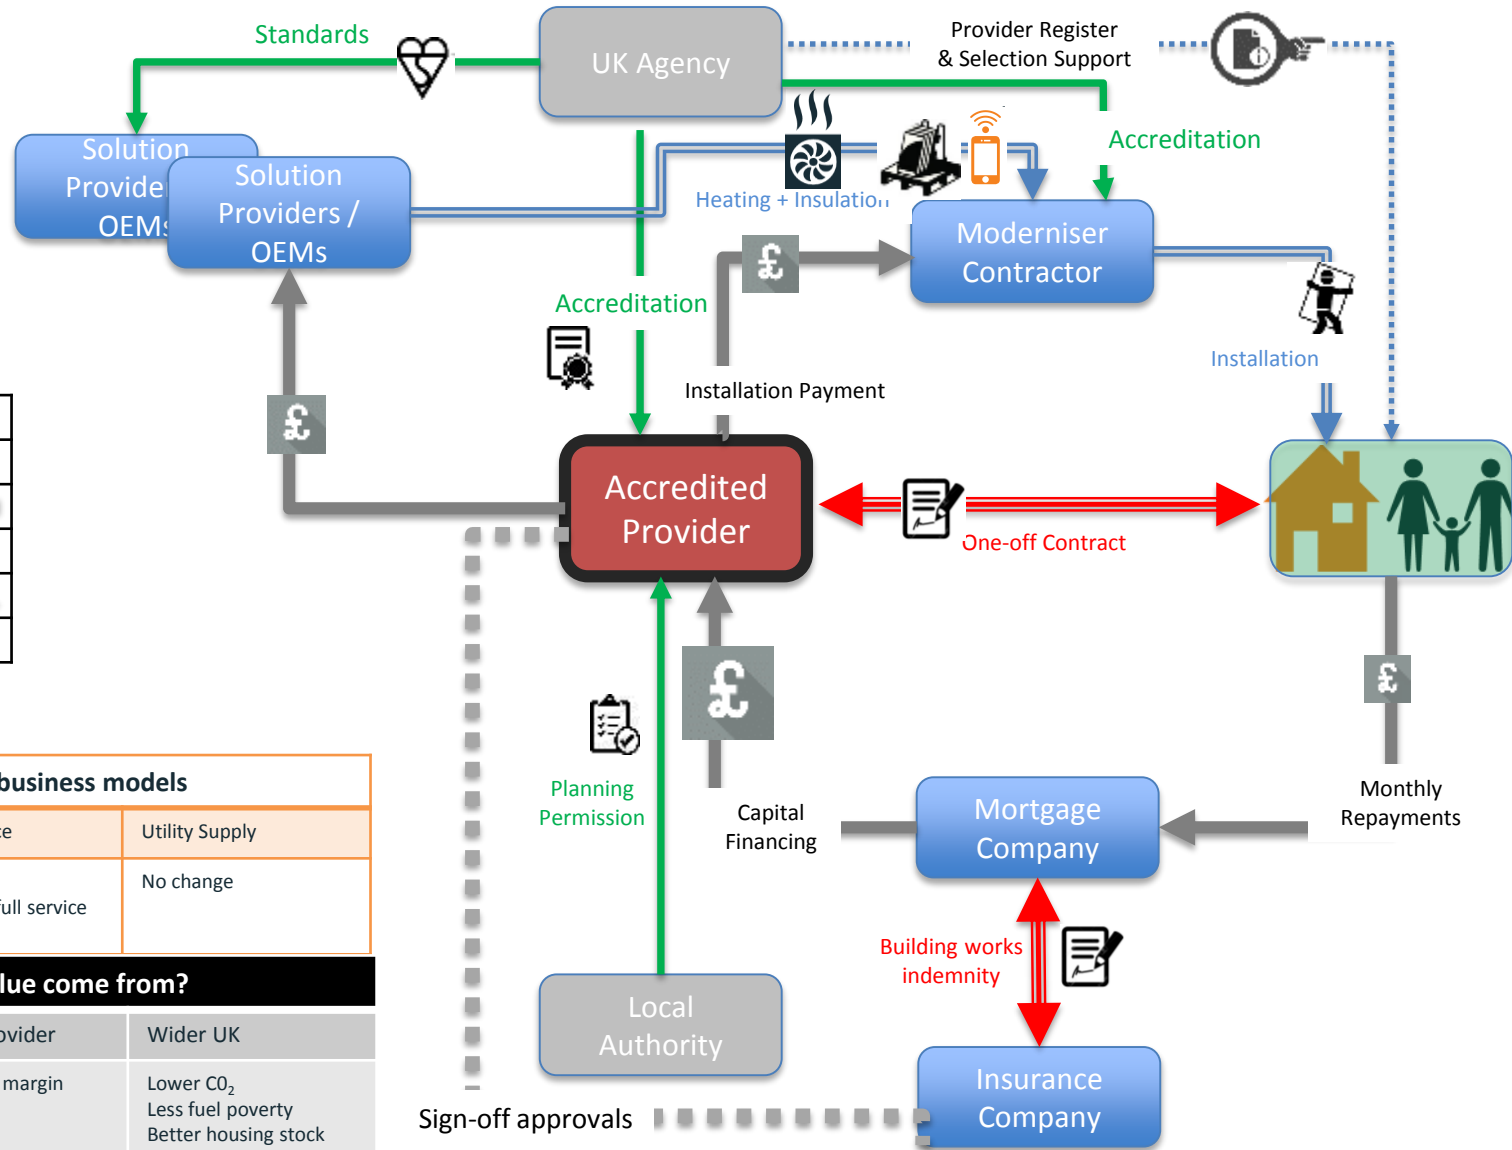 Standards
UK Agency
Provider Register
& Selection Support
Accreditation
Solution
Provide
OEMs
Solution
Providers /
OEMs
Heating + Insulation
Moderniser
Contractor
Accreditation
£
Installation
Installation Payment
£
Accredited
Provider
One-off Contract
£
£
Planning
Permission
Capital
Financing
Mortgage
Company
Monthly
Repayments
business models
ce
Utility Supply
full service
No change
lue come from?
ovider
Wider UK
margin
Lower C0₂
Less fuel poverty
Better housing stock
Building works
indemnity
Local
Authority
Insurance
Company
Sign-off approvals